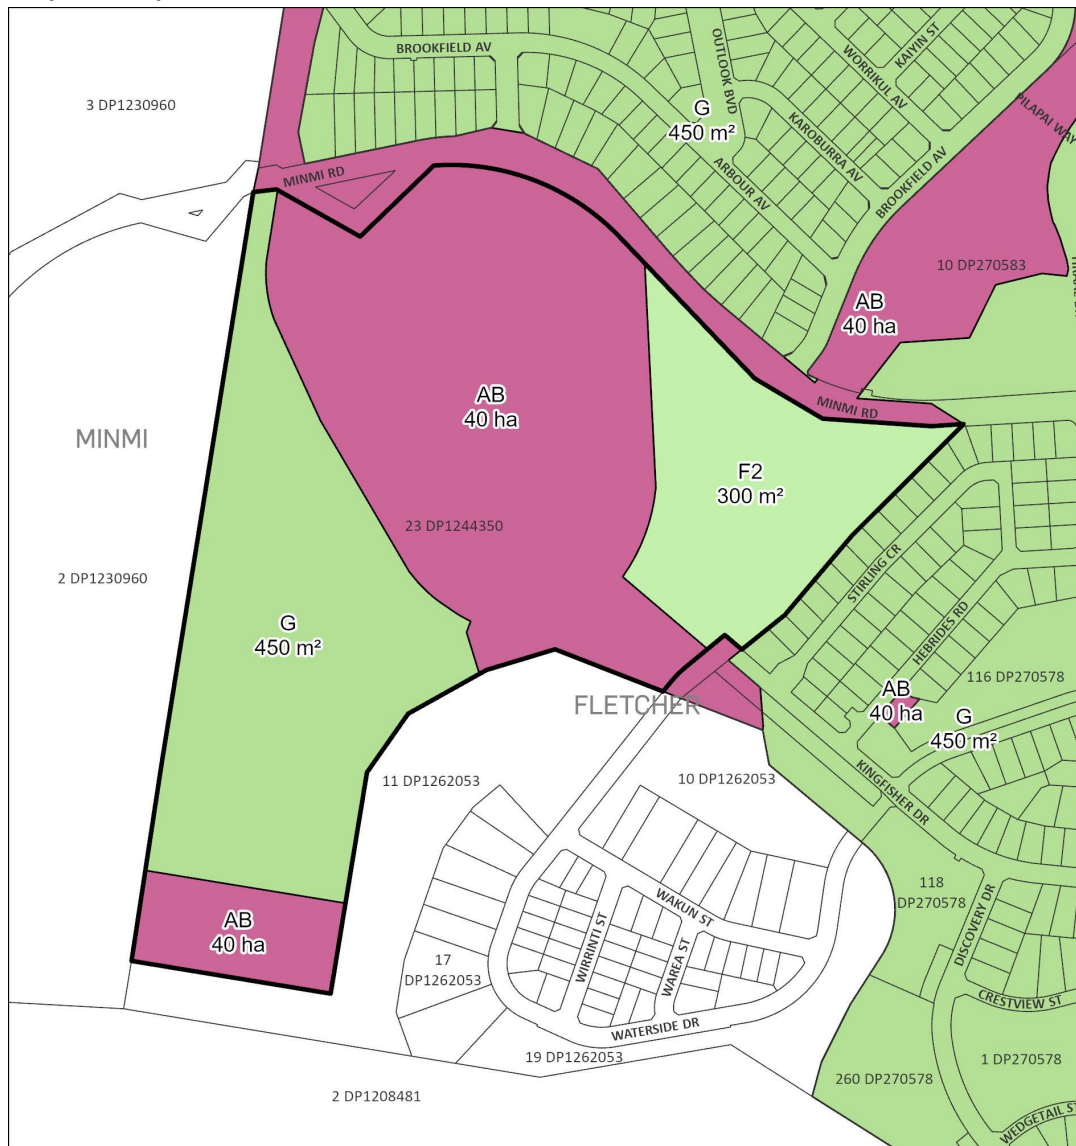 BROOKFIELD AV
OUTLOOK BVD
WORRIKUL AV
KAIYIN ST
3 DP1230960
G
450 m²
KAROBURRA AV
PILAPAI WAY
MINMI RD
ARBOUR AV
BROOKFIELD AV
10 DP270583
AB
40 ha
AB
40 ha
MINMI RD
MINMI
F2
300 m²
23 DP1244350
2 DP1230960
STIRLING CR
G
450 m²
HEBRIDES RD
116 DP270578
AB
40 ha
FLETCHER
G
450 m²
11 DP1262053
10 DP1262053
KINGFISHER DR
118
DP270578
WAKUN ST
AB
40 ha
WIRRINTI ST
WAREA ST
DISCOVERY DR
17
DP1262053
CRESTVIEW ST
WATERSIDE DR
19 DP1262053
1 DP270578
260 DP270578
2 DP1208481
WEDGETAIL ST